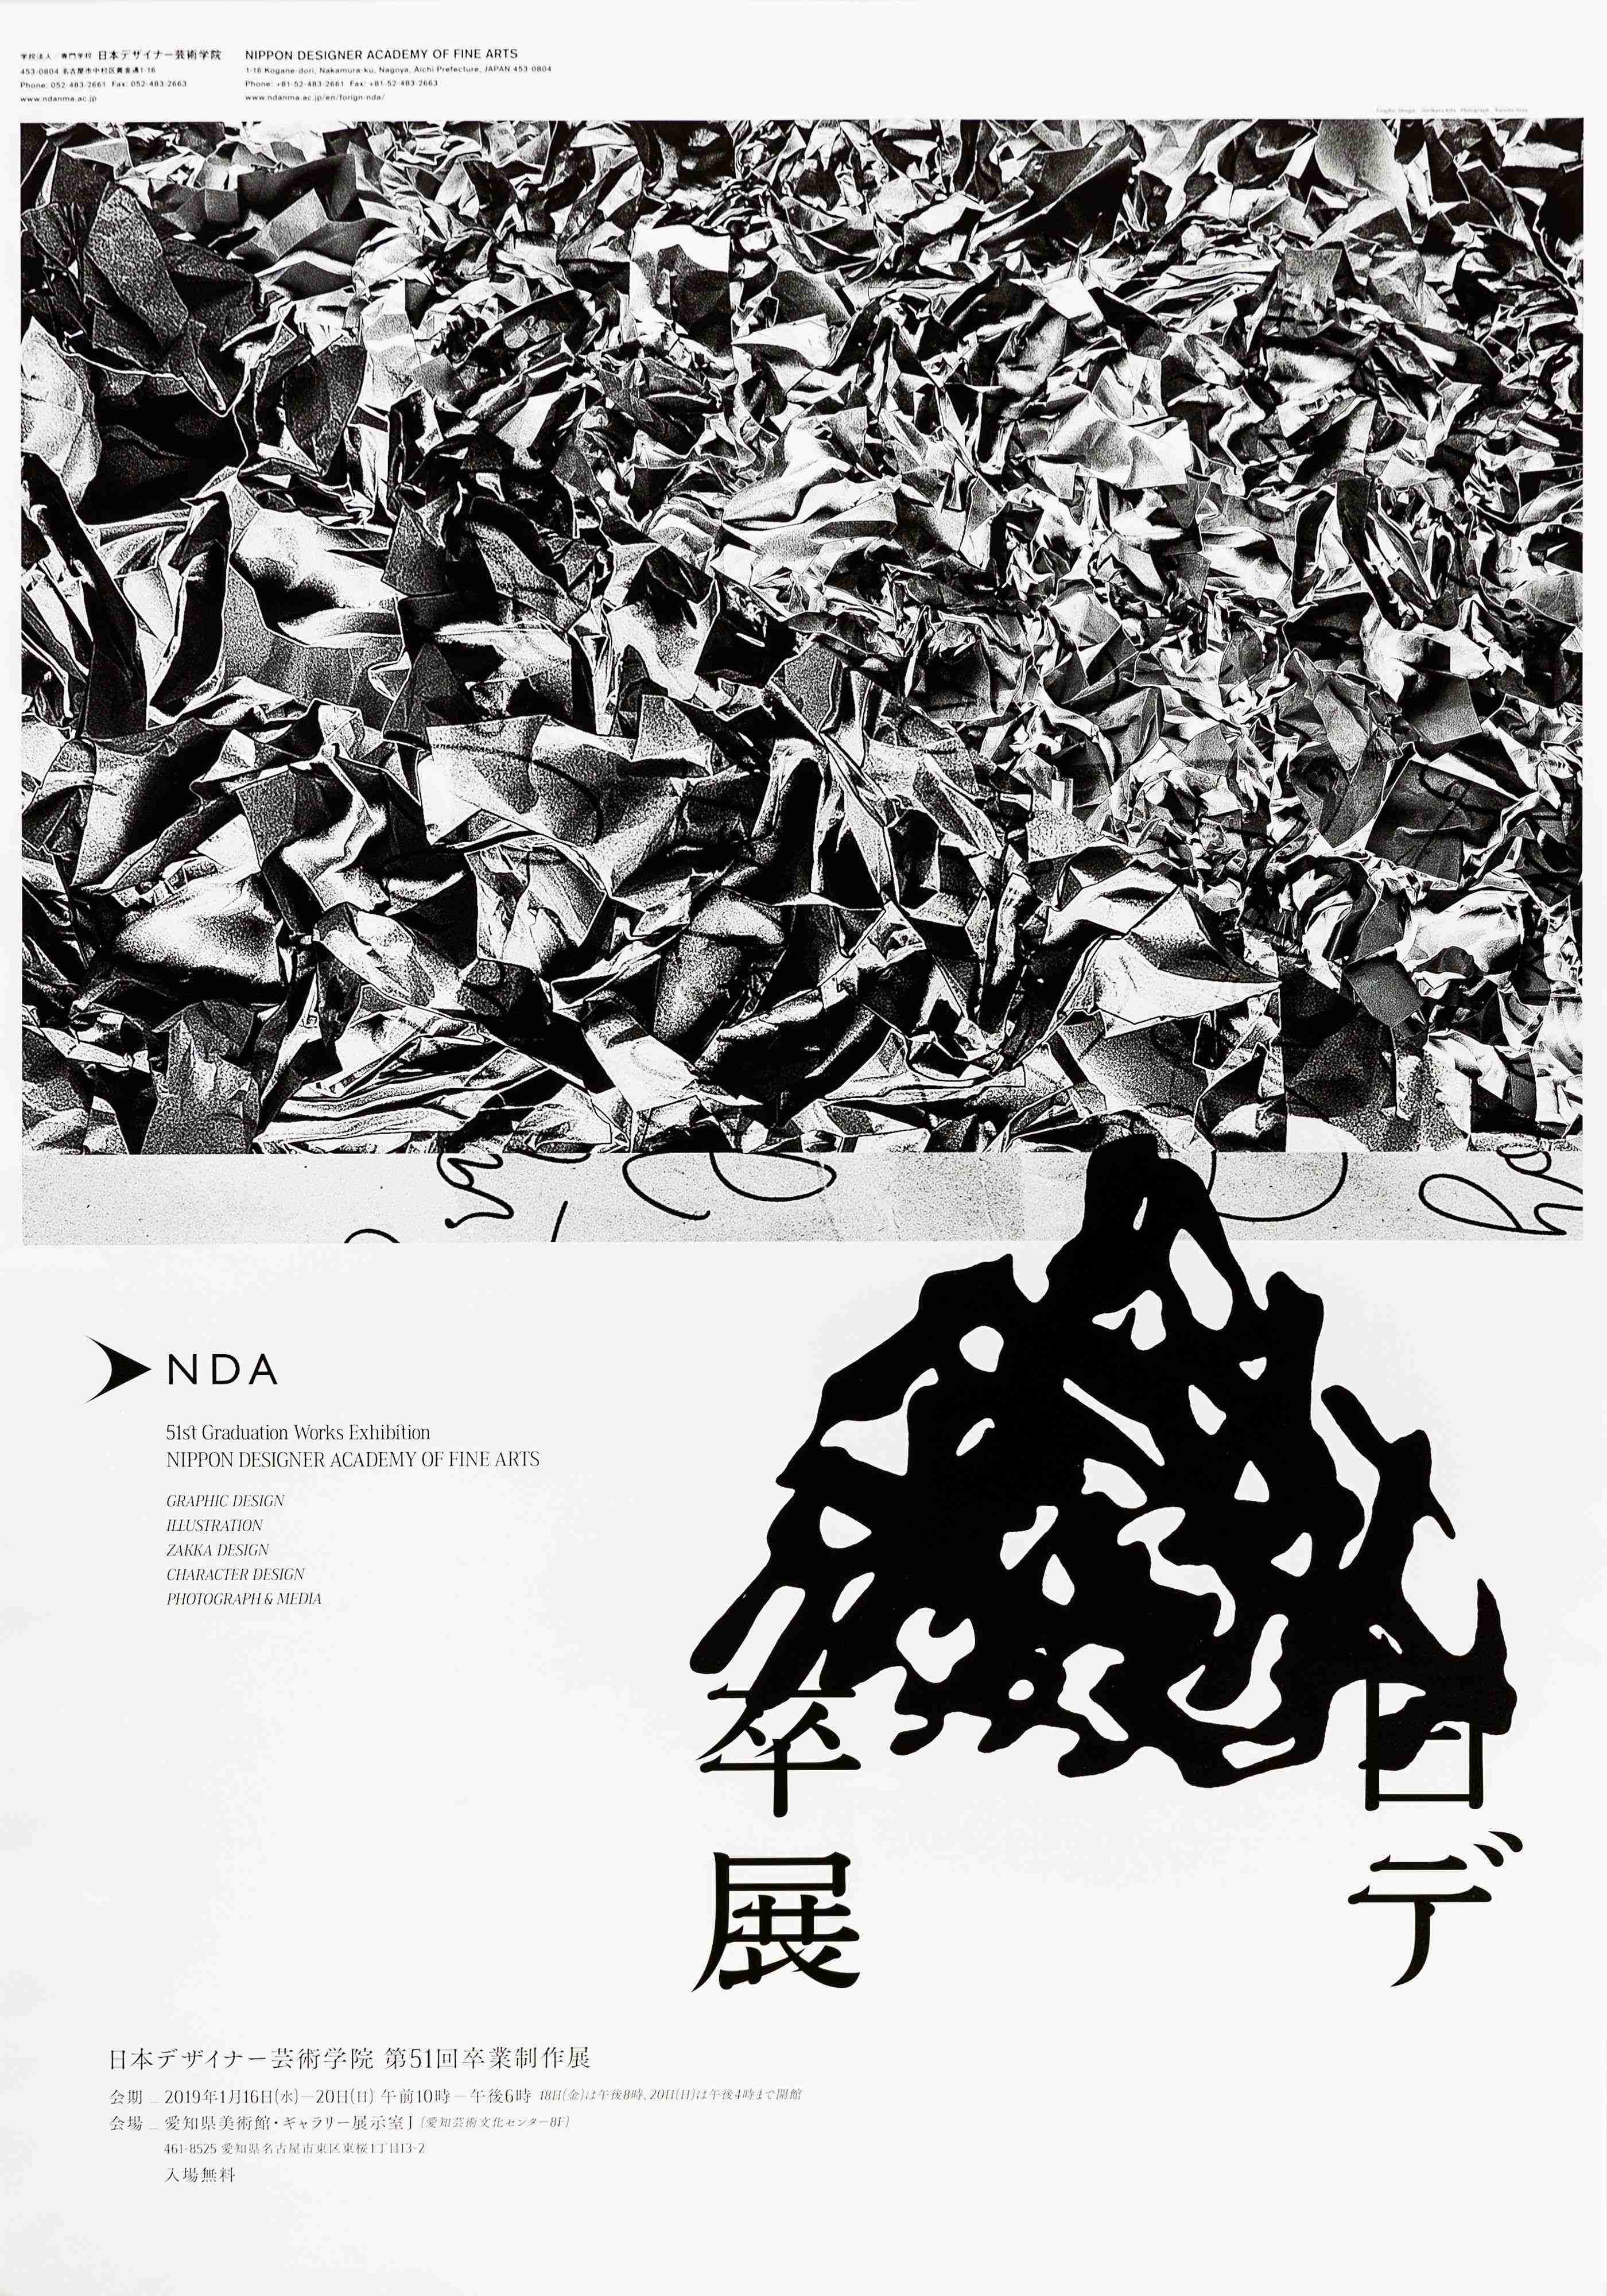 学校法人・専門学校 日本デザイナー芸術学院
453-0804 名古屋市中村区黄金通1-16
Phone: 052-483-2661 Fax: 052-483-2663
www.ndanma.ac.jp
NIPPON DESIGNER ACADEMY OF FINE ARTS
1-16 Kogane-dori, Nakamura-ku, Nagoya, Aichi Prefecture, JAPAN 453-0804
Phone: +81-52-483-2661 Fax: +81-52-483-2663
www.ndanma.ac.jp/en/forign-nda/
NDA
51st Graduation Works Exhibition
NIPPON DESIGNER ACADEMY OF FINE ARTS
GRAPHIC DESIGN
ILLUSTRATION
ZAKKA DESIGN
CHARACTER DESIGN
PHOTOGRAPH & MEDIA
日デ
卒展
日本デザイナー芸術学院 第51回卒業制作展
会期 _ 2019年1月16日(水)—20日(日) 午前10時 — 午後6時 18日(金)は午後8時, 20日(日)は午後4時まで開館
会場 _ 愛知県美術館・ギャラリー展示室J (愛知芸術文化センター8F)
461-8525 愛知県名古屋市東区東桜1丁目13-2
入場無料